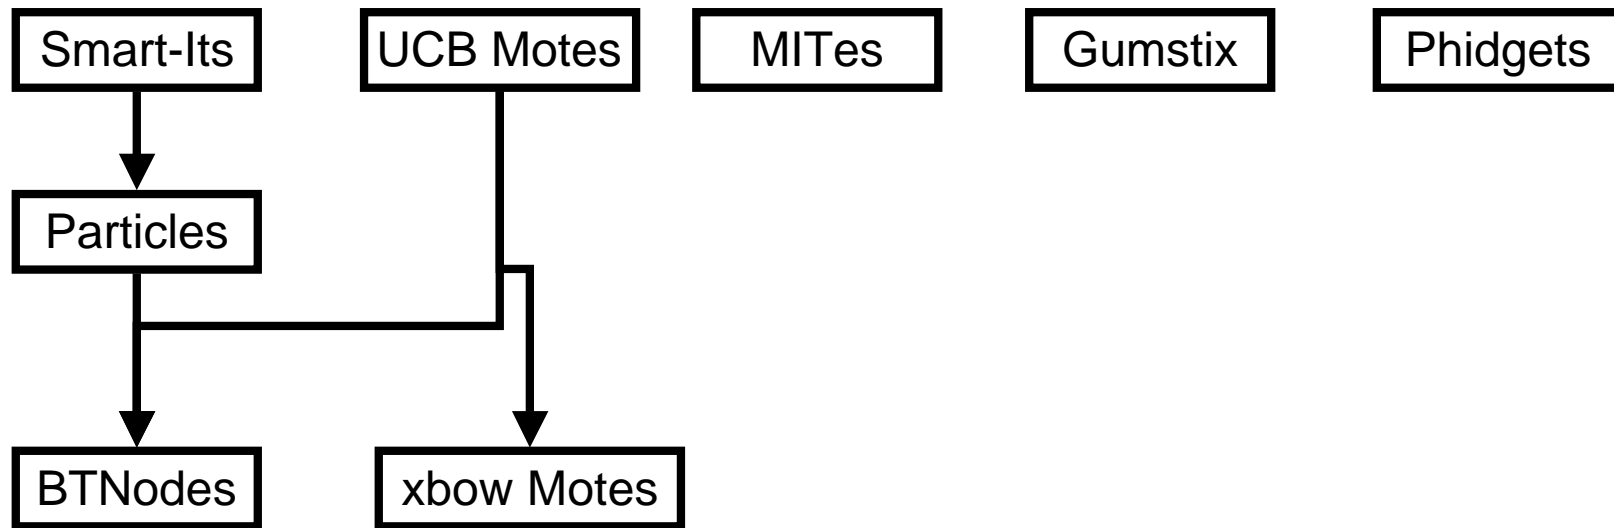 Smart-Its
UCB Motes
MITes
Gumstix
Phidgets
Particles
BTNodes
xbow Motes